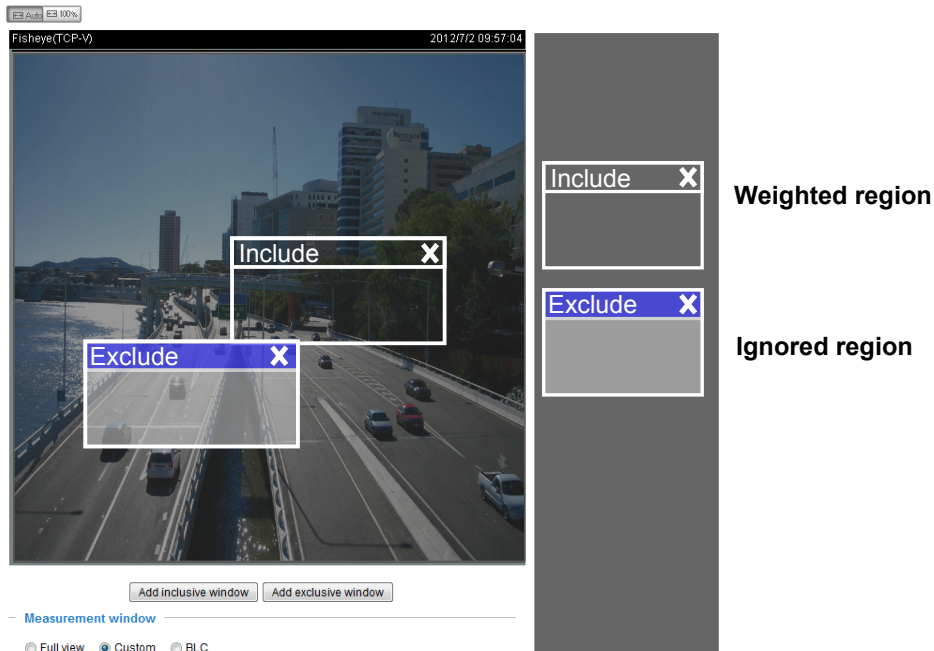 Auto 100%
Fisheye(TCP-V) 2012/7/2 09:57:04
Include X
Weighted region
Include X
Exclude X
Ignored region
Exclude X
Add inclusive window Add exclusive window
Measurement window
Full view Custom BLC